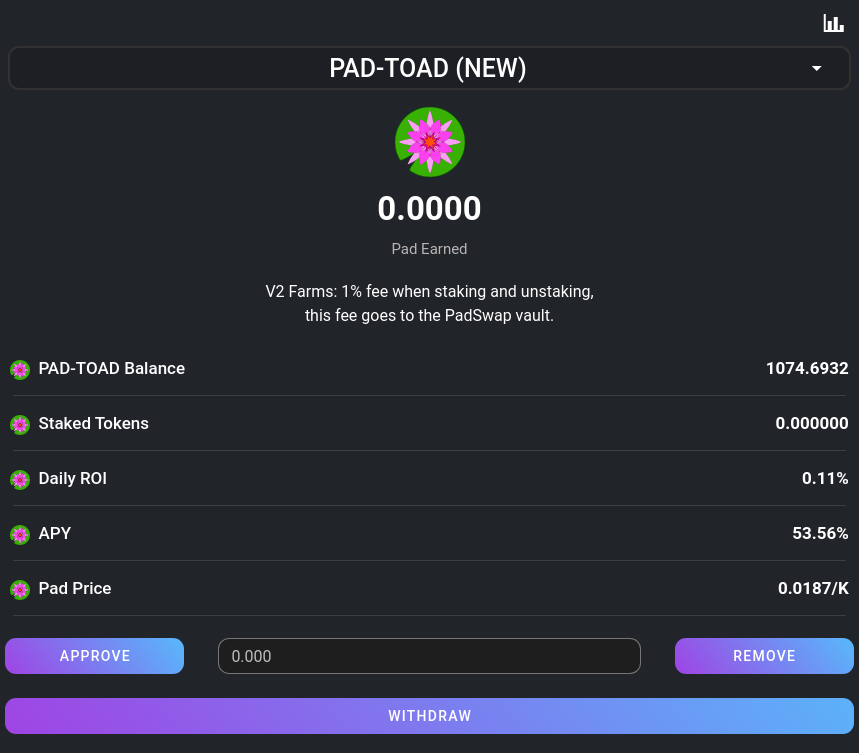 PAD-TOAD (NEW)
0.0000
Pad Earned
V2 Farms: 1% fee when staking and unstaking,
this fee goes to the PadSwap vault.
PAD-TOAD Balance 1074.6932
Staked Tokens 0.000000
Daily ROI 0.11%
APY 53.56%
Pad Price 0.0187/K
APPROVE 0.000 REMOVE
WITHDRAW